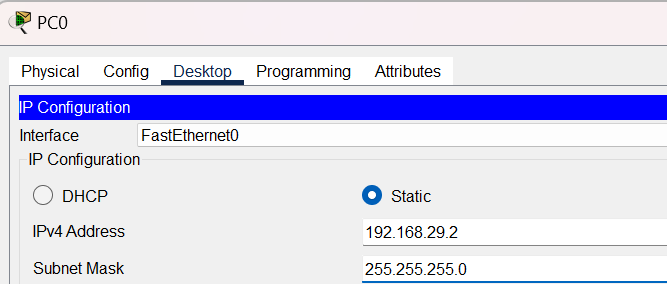 PC0
Physical Config Desktop Programming Attributes
IP Configuration
Interface FastEthernet0
IP Configuration
DHCP Static
IPv4 Address 192.168.29.2
Subnet Mask 255.255.255.0